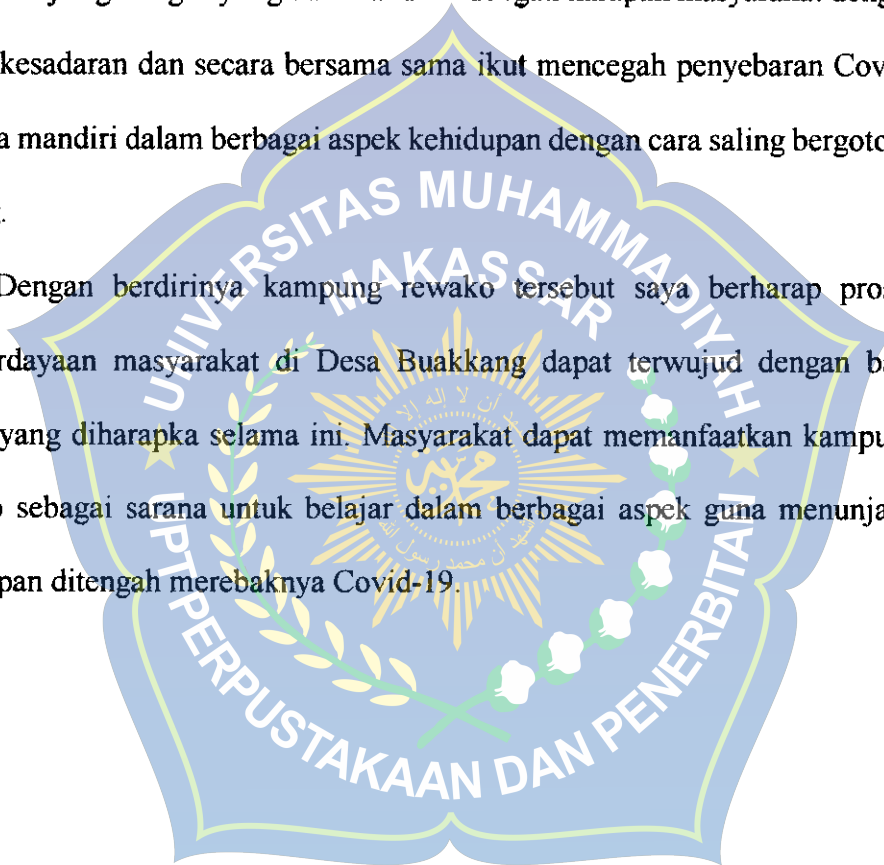 kesadaran dan secara bersama sama ikut mencegah penyebaran Cov
a mandiri dalam berbagai aspek kehidupan dengan cara saling bergoto
Dengan berdirinya kampung rewako tersebut saya berharap pro
rdayaan masyarakat di Desa Buakkang dapat terwujud dengan b
yang diharapka selama ini. Masyarakat dapat memanfaatkan kampu
sebagai sarana untuk belajar dalam berbagai aspek guna menunja
pan ditengah merebaknya Covid-19.
UNIVERSITAS MUHAMMADIYAH
MAKASSAR
UPT PERPUSTAKAAN DAN PENERBITAN